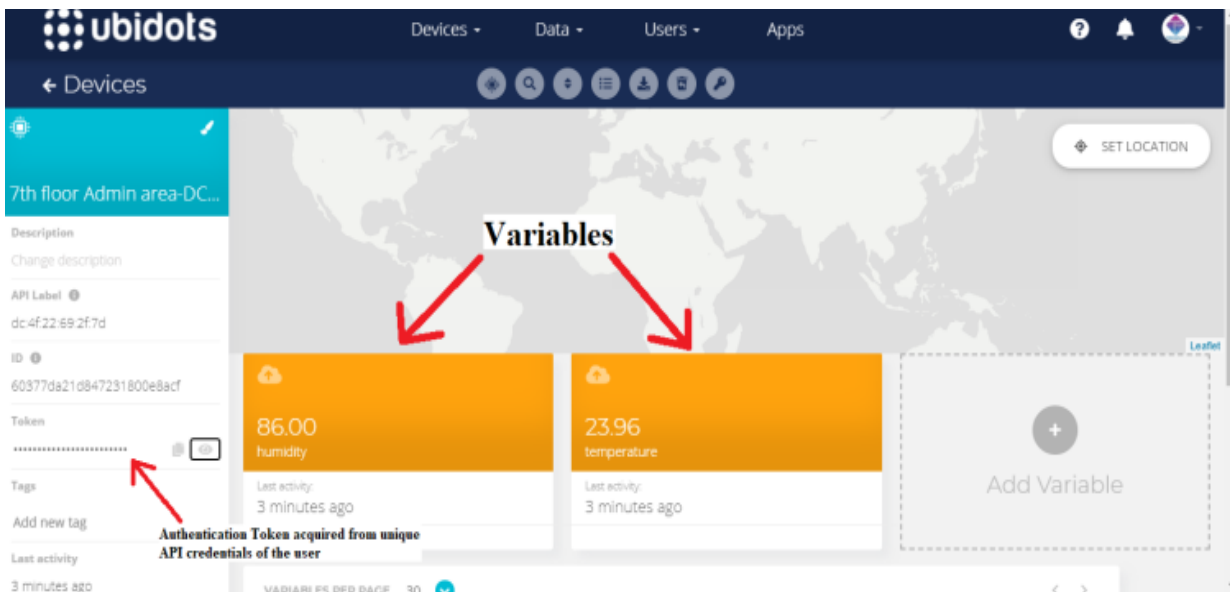 ubidots
Devices
Data
Users
Apps
?
← Devices
SET LOCATION
7th floor Admin area-DC...
Variables
Description
Change description
API Label
dc:4f:22:69:2f:7d
ID
60377da21d847231800e8acf
Leaflet
Token
························
86.00
humidity
23.96
temperature
+
Add Variable
Last activity:
3 minutes ago
Last activity:
3 minutes ago
Tags
Add new tag
Authentication Token acquired from unique
API credentials of the user
Last activity
3 minutes ago
VARIABLES PER PAGE 30